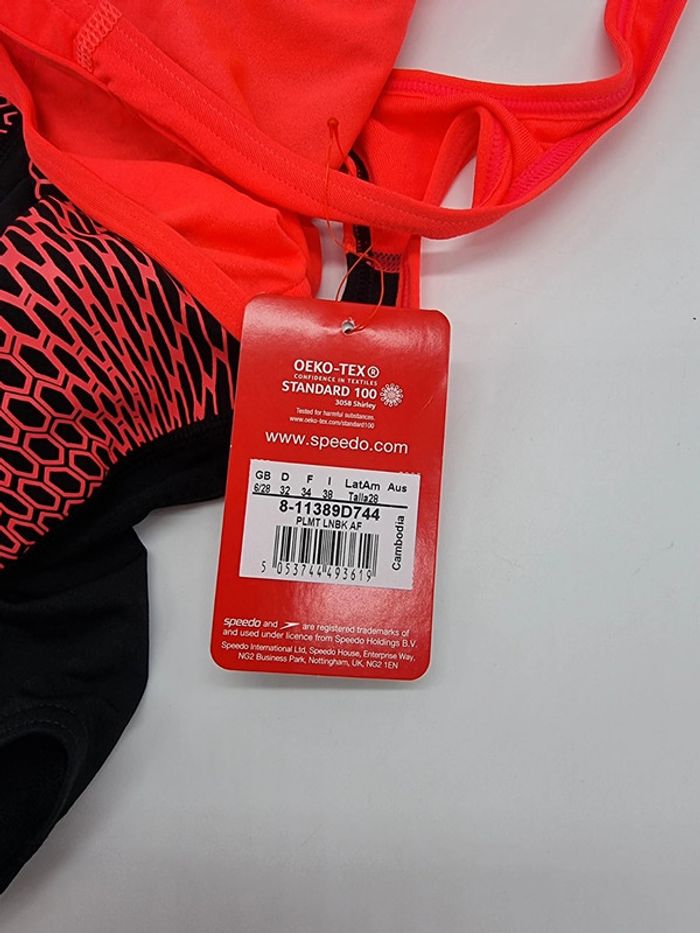 OEKO-TEX®
CONFIDENCE IN TEXTILES
STANDARD 100
3058 Shirley
Tested for harmful substances.
www.oeko-tex.com/standard100
www.speedo.com
GB D F I LatAm Aus
6/28 32 34 38 Talla28
8-11389D744
PLMT LNBK AF
Cambodia
5 053744 493619
speedo and are registered trademarks of
and used under licence from Speedo Holdings B.V.
Speedo International Ltd, Speedo House, Enterprise Way,
NG2 Business Park, Nottingham, UK, NG2 1EN